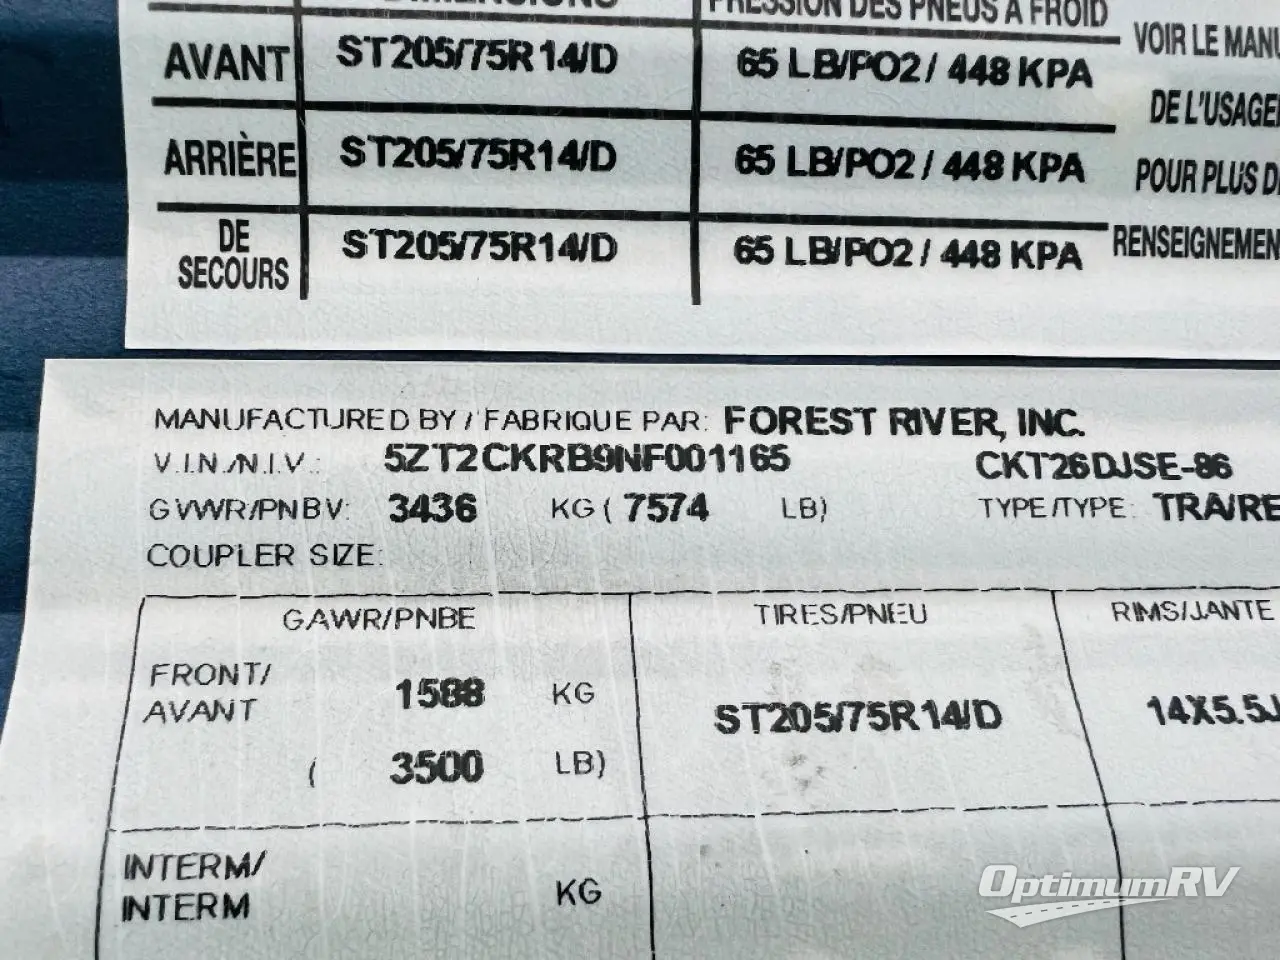 DIMENSIONS PRESSION DES PNEUS À FROID
AVANT ST205/75R14/D 65 LB/PO2 / 448 KPA
VOIR LE
DE
ARRIÈRE ST205/75R14/D 65 LB/PO2 / 448 KPA
POUR PLUS
DE SECOURS ST205/75R14/D 65 LB/PO2 / 448 KPA
MANUFACTURED BY / FABRIQUE PAR: FOREST RIVER, INC.
V.I.N./N.I.V.: 5ZT2CKRB9NF001165 CKT26DJSE-86
GVWR/PNBV: 3436 KG ( 7574 LB) TYPE/TYPE: TRA/RE
COUPLER SIZE:
GAWR/PNBE TIRES/PNEU RIMS/JANTE
FRONT/
AVANT 1588 KG ST205/75R14/D 14X5.5J
( 3500 LB)
INTERM/
INTERM KG
OptimumRV